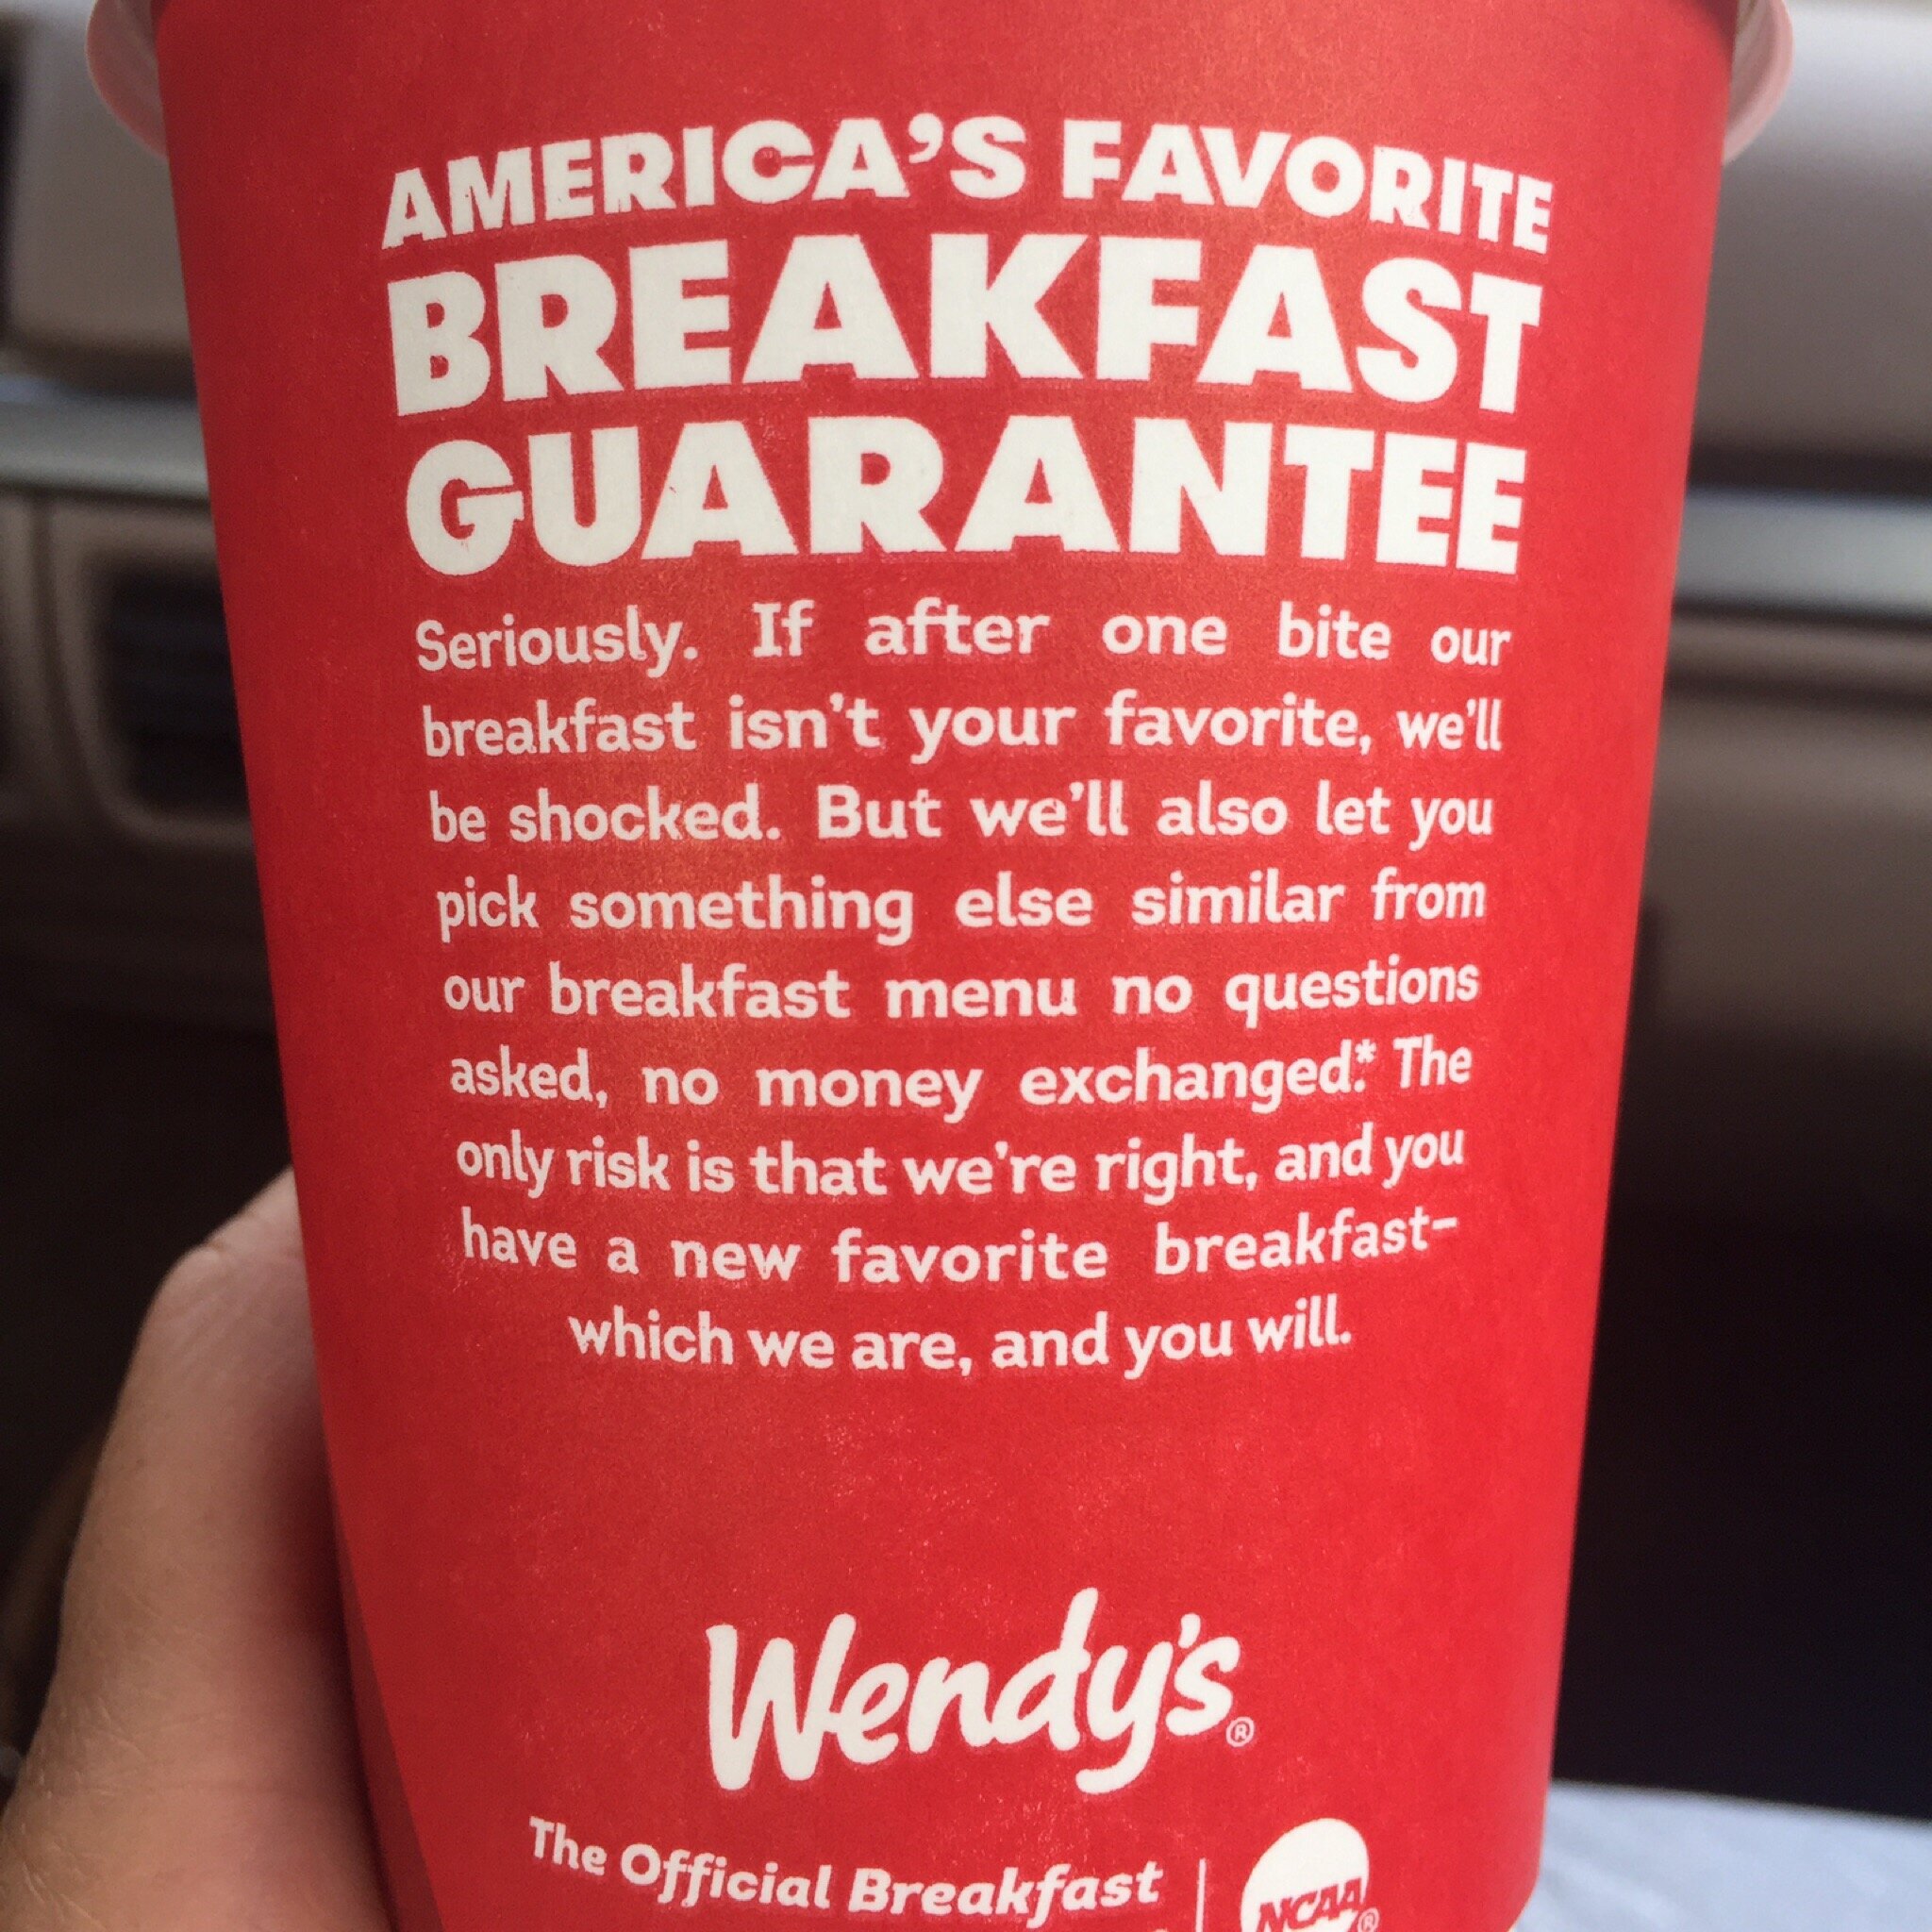 AMERICA'S FAVORITE
BREAKFAST
GUARANTEE
Seriously. If after one bite our
breakfast isn't your favorite, we'll
be shocked. But we'll also let you
pick something else similar from
our breakfast menu no questions
asked, no money exchanged.* The
only risk is that we're right, and you
have a new favorite breakfast-
which we are, and you will.
Wendy's®
The Official Breakfast
NCAA®